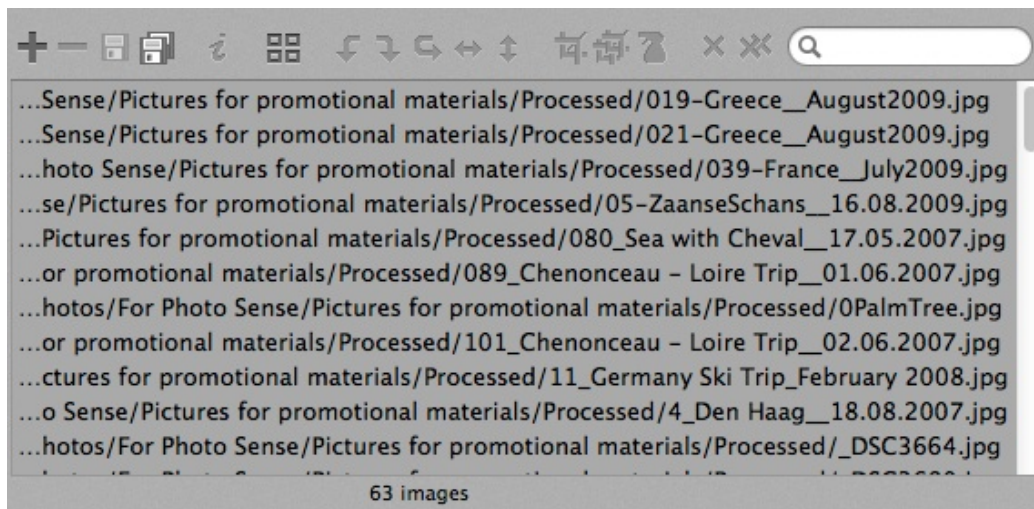 ...Sense/Pictures for promotional materials/Processed/019-Greece__August2009.jpg
...Sense/Pictures for promotional materials/Processed/021-Greece__August2009.jpg
...hoto Sense/Pictures for promotional materials/Processed/039-France__July2009.jpg
...se/Pictures for promotional materials/Processed/05-ZaanseSchans__16.08.2009.jpg
...Pictures for promotional materials/Processed/080_Sea with Cheval__17.05.2007.jpg
...or promotional materials/Processed/089_Chenonceau - Loire Trip__01.06.2007.jpg
...hotos/For Photo Sense/Pictures for promotional materials/Processed/0PalmTree.jpg
...or promotional materials/Processed/101_Chenonceau - Loire Trip__02.06.2007.jpg
...ctures for promotional materials/Processed/11_Germany Ski Trip_February 2008.jpg
...o Sense/Pictures for promotional materials/Processed/4_Den Haag__18.08.2007.jpg
...hotos/For Photo Sense/Pictures for promotional materials/Processed/_DSC3664.jpg
63 images